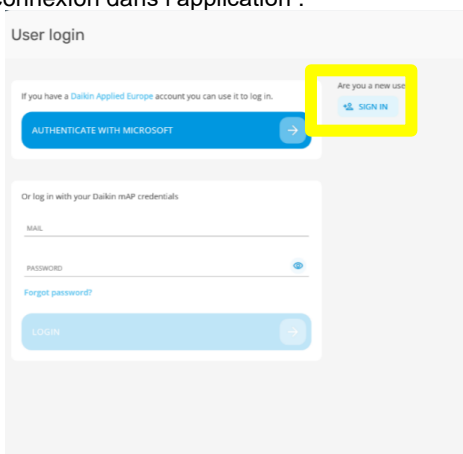 connexion dans l'application :
User login
If you have a Daikin Applied Europe account you can use it to log in.
AUTHENTICATE WITH MICROSOFT
Are you a new use
SIGN IN
Or log in with your Daikin mAP credentials
MAIL
PASSWORD
Forgot password?
LOGIN